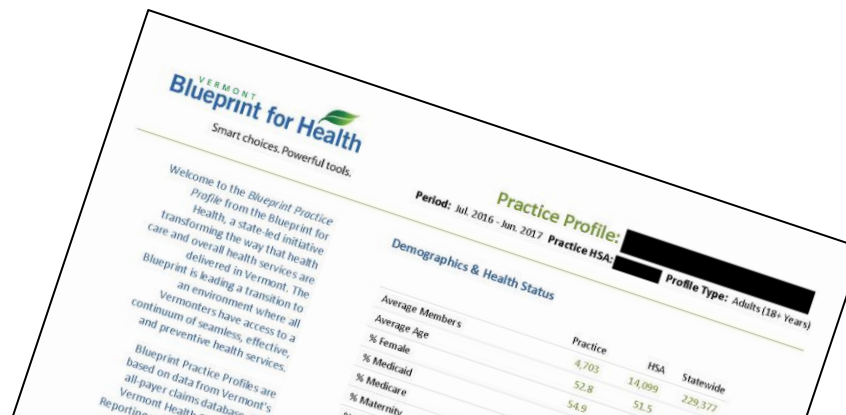 VERMONT
Blueprint for Health
Smart choices. Powerful tools.
Practice Profile:
Period: Jul. 2016 - Jun. 2017 Practice HSA: Profile Type: Adults (18+ Years)
Welcome to the Blueprint Practice
Profile from the Blueprint for
Health, a state-led initiative
transforming the way that health
care and overall health services are
delivered in Vermont. The
Blueprint is leading a transition to
an environment where all
Vermonters have access to a
continuum of seamless, effective,
and preventive health services.
Blueprint Practice Profiles are
based on data from Vermont's
all-payer claims database
Vermont Health
Reporting
Demographics & Health Status
Practice HSA Statewide
Average Members 4,703 14,099 229,377
Average Age 52.8 51.5
% Female 54.9
% Medicaid
% Medicare
% Maternity